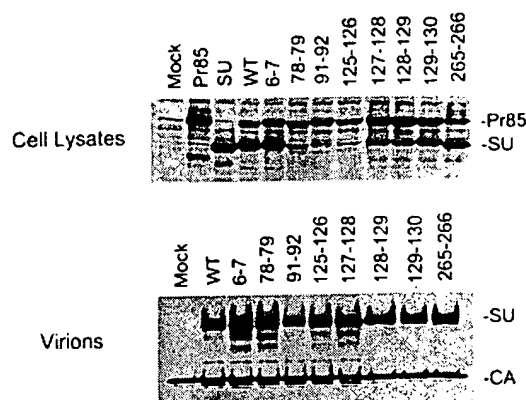 Mock Pr85 SU WT 6-7 78-79 91-92 125-126 127-128 128-129 129-130 265-266
Cell Lysates
-Pr85
-SU
Mock WT 6-7 78-79 91-92 125-126 127-128 128-129 129-130 265-266
Virions
-SU
-CA